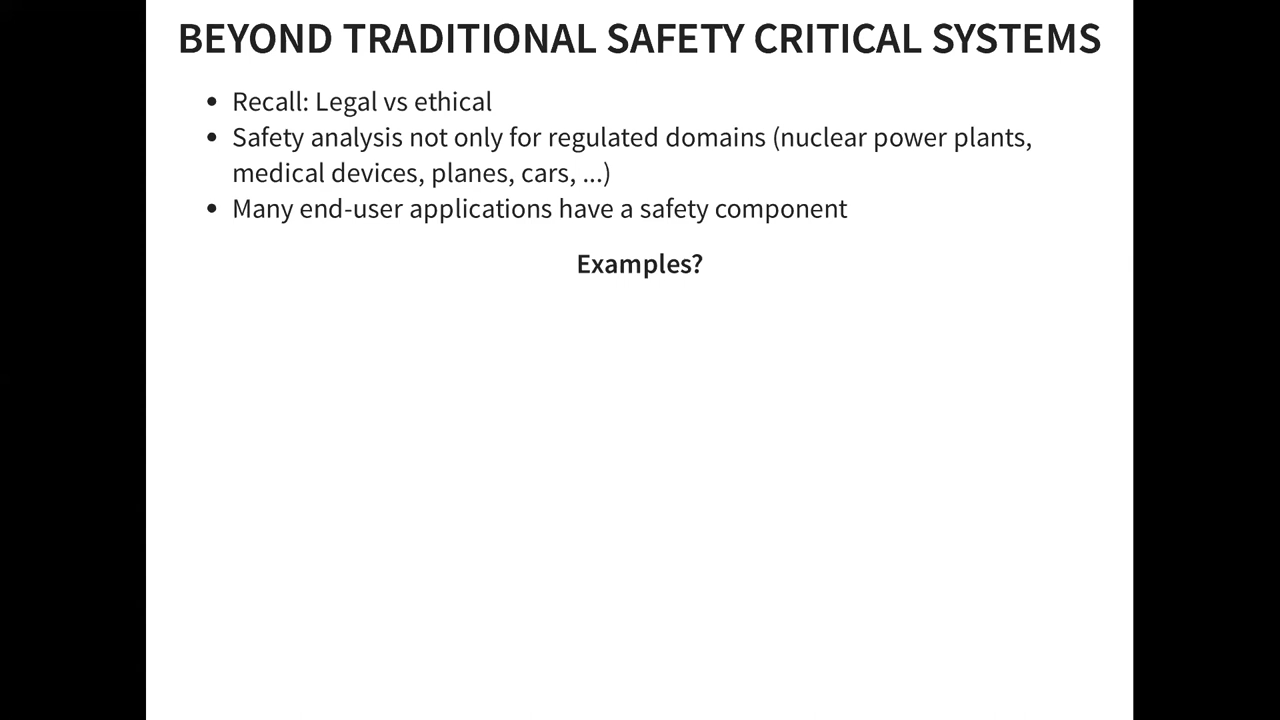 BEYOND TRADITIONAL SAFETY CRITICAL SYSTEMS
• Recall: Legal vs ethical
• Safety analysis not only for regulated domains (nuclear power plants,
medical devices, planes, cars, ...)
• Many end-user applications have a safety component
Examples?